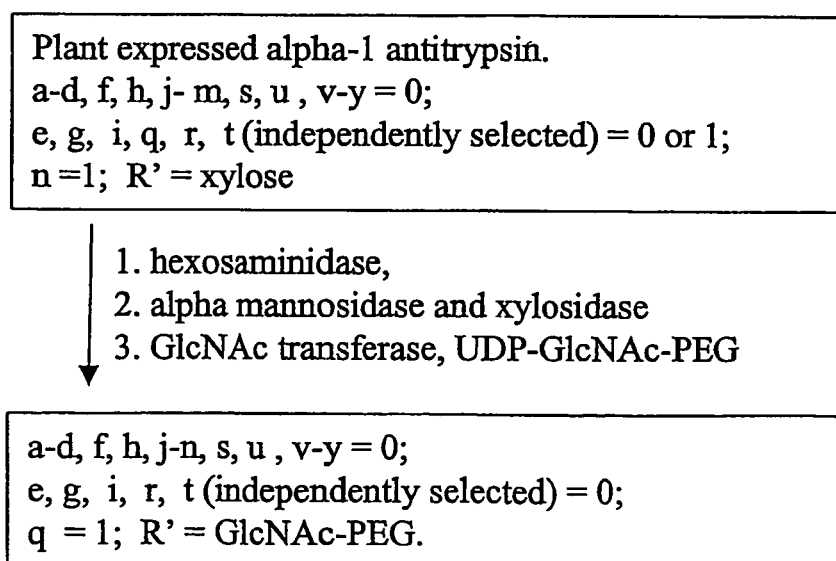 Plant expressed alpha-1 antitrypsin.
a-d, f, h, j- m, s, u , v-y = 0;
e, g, i, q, r, t (independently selected) = 0 or 1;
n =1; R’ = xylose
1. hexosaminidase,
2. alpha mannosidase and xylosidase
3. GlcNAc transferase, UDP-GlcNAc-PEG
a-d, f, h, j-n, s, u , v-y = 0;
e, g, i, r, t (independently selected) = 0;
q = 1; R’ = GlcNAc-PEG.